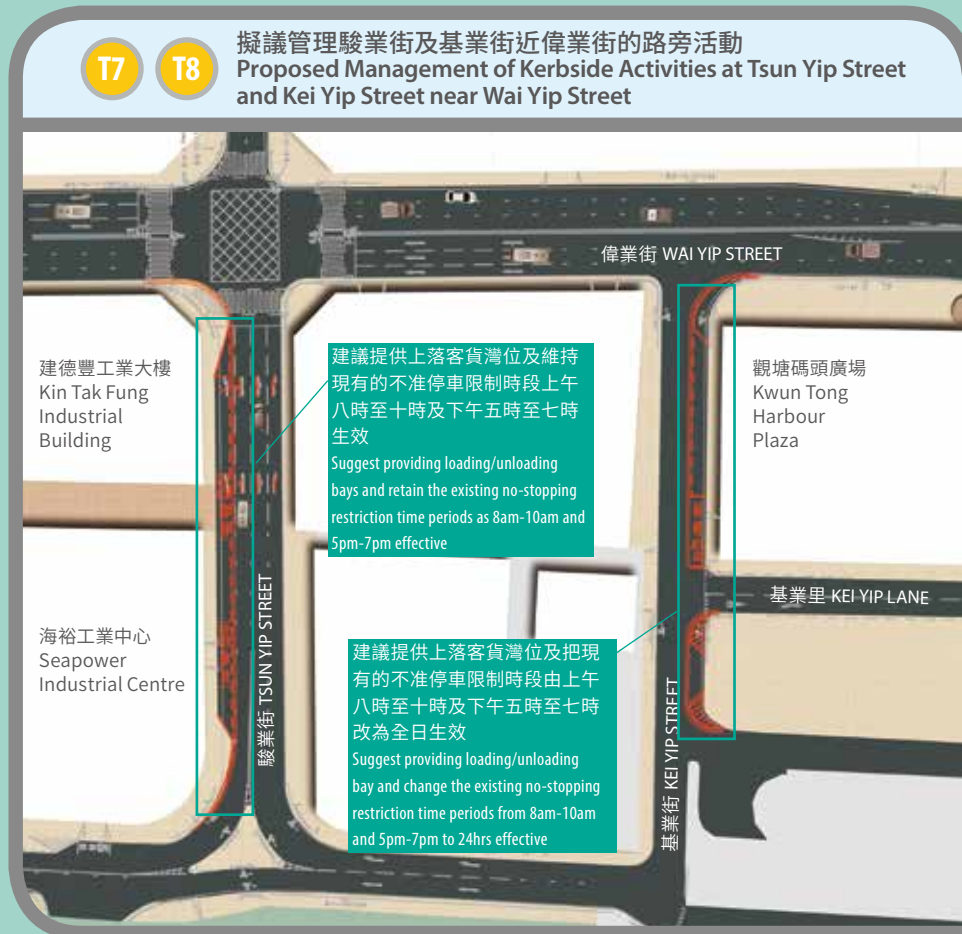 T7 T8
擬議管理駿業街及基業街近偉業街的路旁活動
Proposed Management of Kerbside Activities at Tsun Yip Street
and Kei Yip Street near Wai Yip Street
偉業街 WAI YIP STREET
建德豐工業大樓
Kin Tak Fung
Industrial
Building
建議提供上落客貨灣位及維持
現有的不准停車限制時段上午
八時至十時及下午五時至七時
生效
Suggest providing loading/unloading
bays and retain the existing no-stopping
restriction time periods as 8am-10am and
5pm-7pm effective
觀塘碼頭廣場
Kwun Tong
Harbour
Plaza
基業里 KEI YIP LANE
海裕工業中心
Seapower
Industrial Centre
駿業街 TSUN YIP STREET
建議提供上落客貨灣位及把現
有的不准停車限制時段由上午
八時至十時及下午五時至七時
改為全日生效
Suggest providing loading/unloading
bay and change the existing no-stopping
restriction time periods from 8am-10am
and 5pm-7pm to 24hrs effective
基業街 KEI YIP STREET